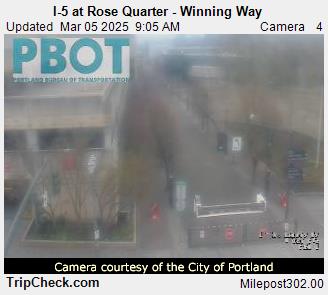 I-5 at Rose Quarter - Winning Way
Updated Mar 05 2025 9:05 AM Camera 4
PBOT
PORTLAND BUREAU OF TRANSPORTATION
Camera courtesy of the City of Portland
TripCheck.com Milepost302.00